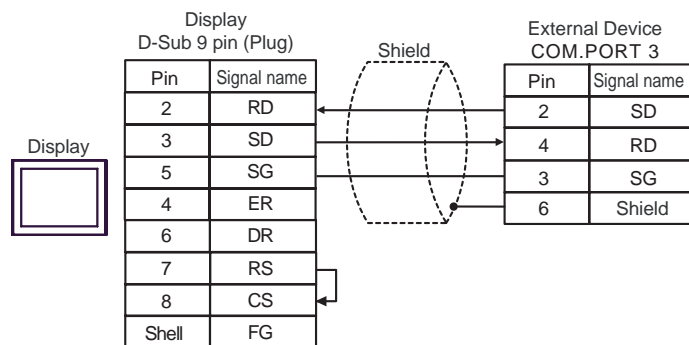 Display
D-Sub 9 pin (Plug)
Pin Signal name
2 RD
3 SD
5 SG
4 ER
6 DR
7 RS
8 CS
Shell FG
Display
Shield
External Device
COM.PORT 3
Pin Signal name
2 SD
4 RD
3 SG
6 Shield